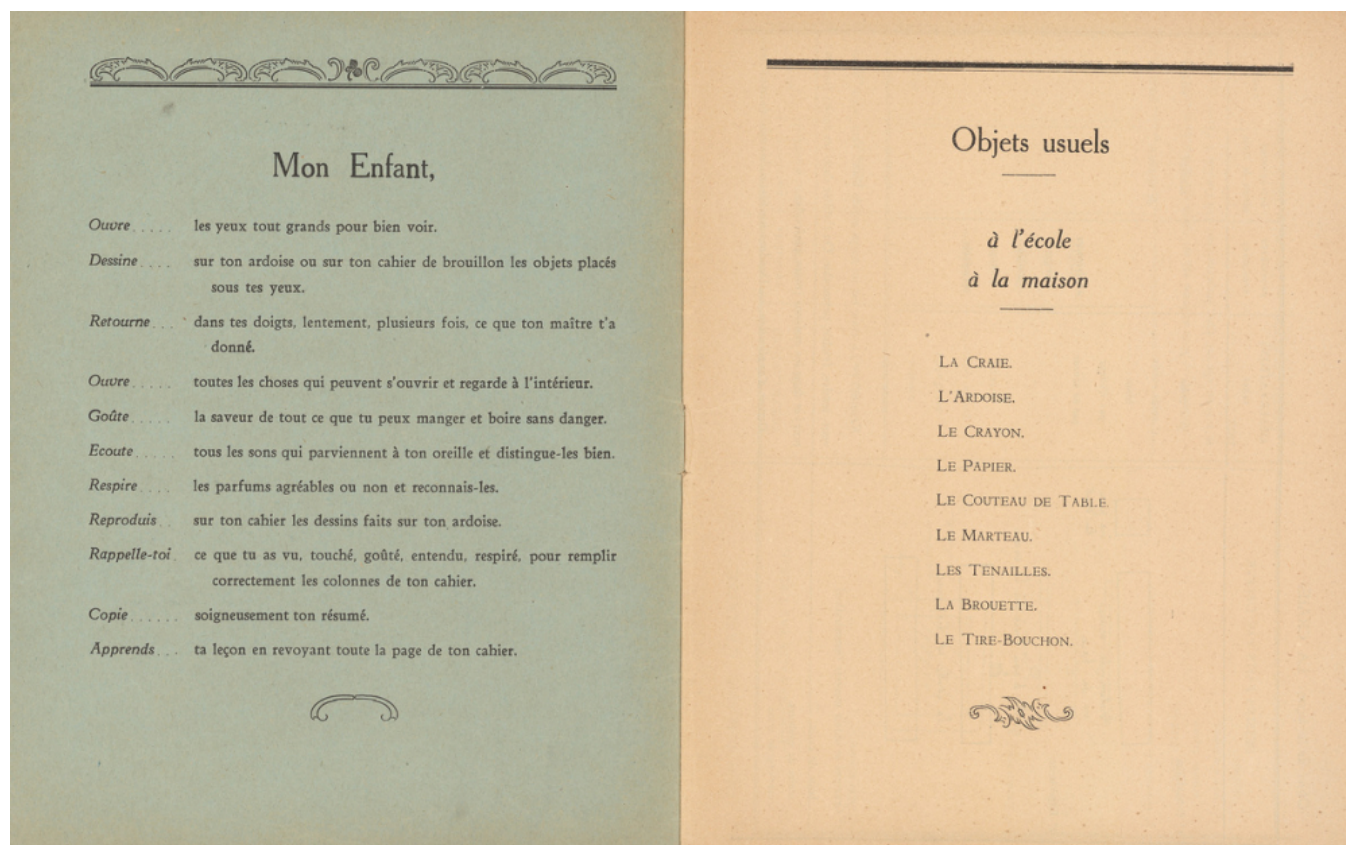 Mon Enfant,
Ouvre..... les yeux tout grands pour bien voir.
Dessine.... sur ton ardoise ou sur ton cahier de brouillon les objets placés
sous tes yeux.
Retourne... dans tes doigts, lentement, plusieurs fois, ce que ton maître t'a
donné.
Ouvre..... toutes les choses qui peuvent s'ouvrir et regarde à l'intérieur.
Goûte..... la saveur de tout ce que tu peux manger et boire sans danger.
Ecoute..... tous les sons qui parviennent à ton oreille et distingue-les bien.
Respire.... les parfums agréables ou non et reconnais-les.
Reproduis.. sur ton cahier les dessins faits sur ton ardoise.
Rappelle-toi. ce que tu as vu, touché, goûté, entendu, respiré, pour remplir
correctement les colonnes de ton cahier.
Copie...... soigneusement ton résumé.
Apprends... ta leçon en revoyant toute la page de ton cahier.
Objets usuels
à l'école
à la maison
LA CRAIE.
L'ARDOISE.
LE CRAYON.
LE PAPIER.
LE COUTEAU DE TABLE.
LE MARTEAU.
LES TENAILLES.
LA BROUETTE.
LE TIRE-BOUCHON.